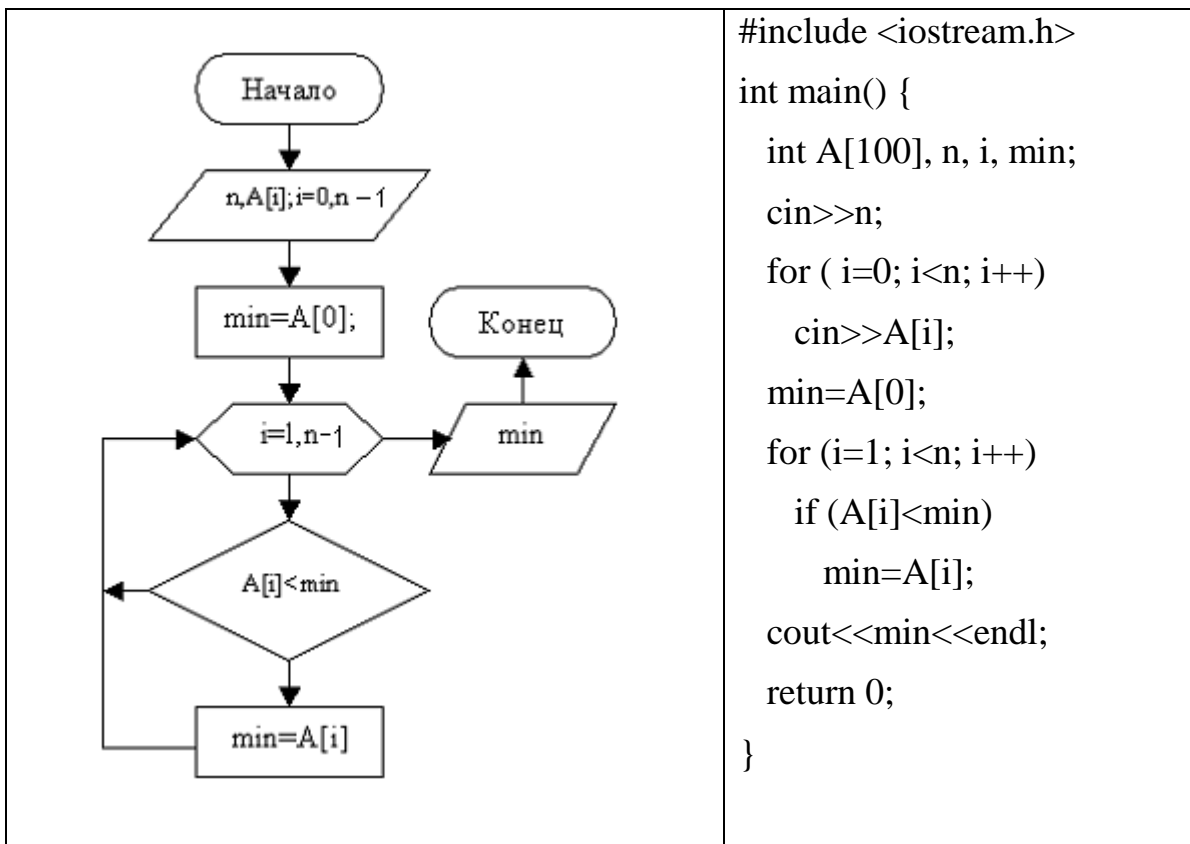 Начало
n,A[i];i=0,n – 1
min=A[0];
Конец
i=1,n-1
min
A[i]<min
min=A[i]
#include <iostream.h>
int main() {
int A[100], n, i, min;
cin>>n;
for ( i=0; i<n; i++)
cin>>A[i];
min=A[0];
for (i=1; i<n; i++)
if (A[i]<min)
min=A[i];
cout<<min<<endl;
return 0;
}